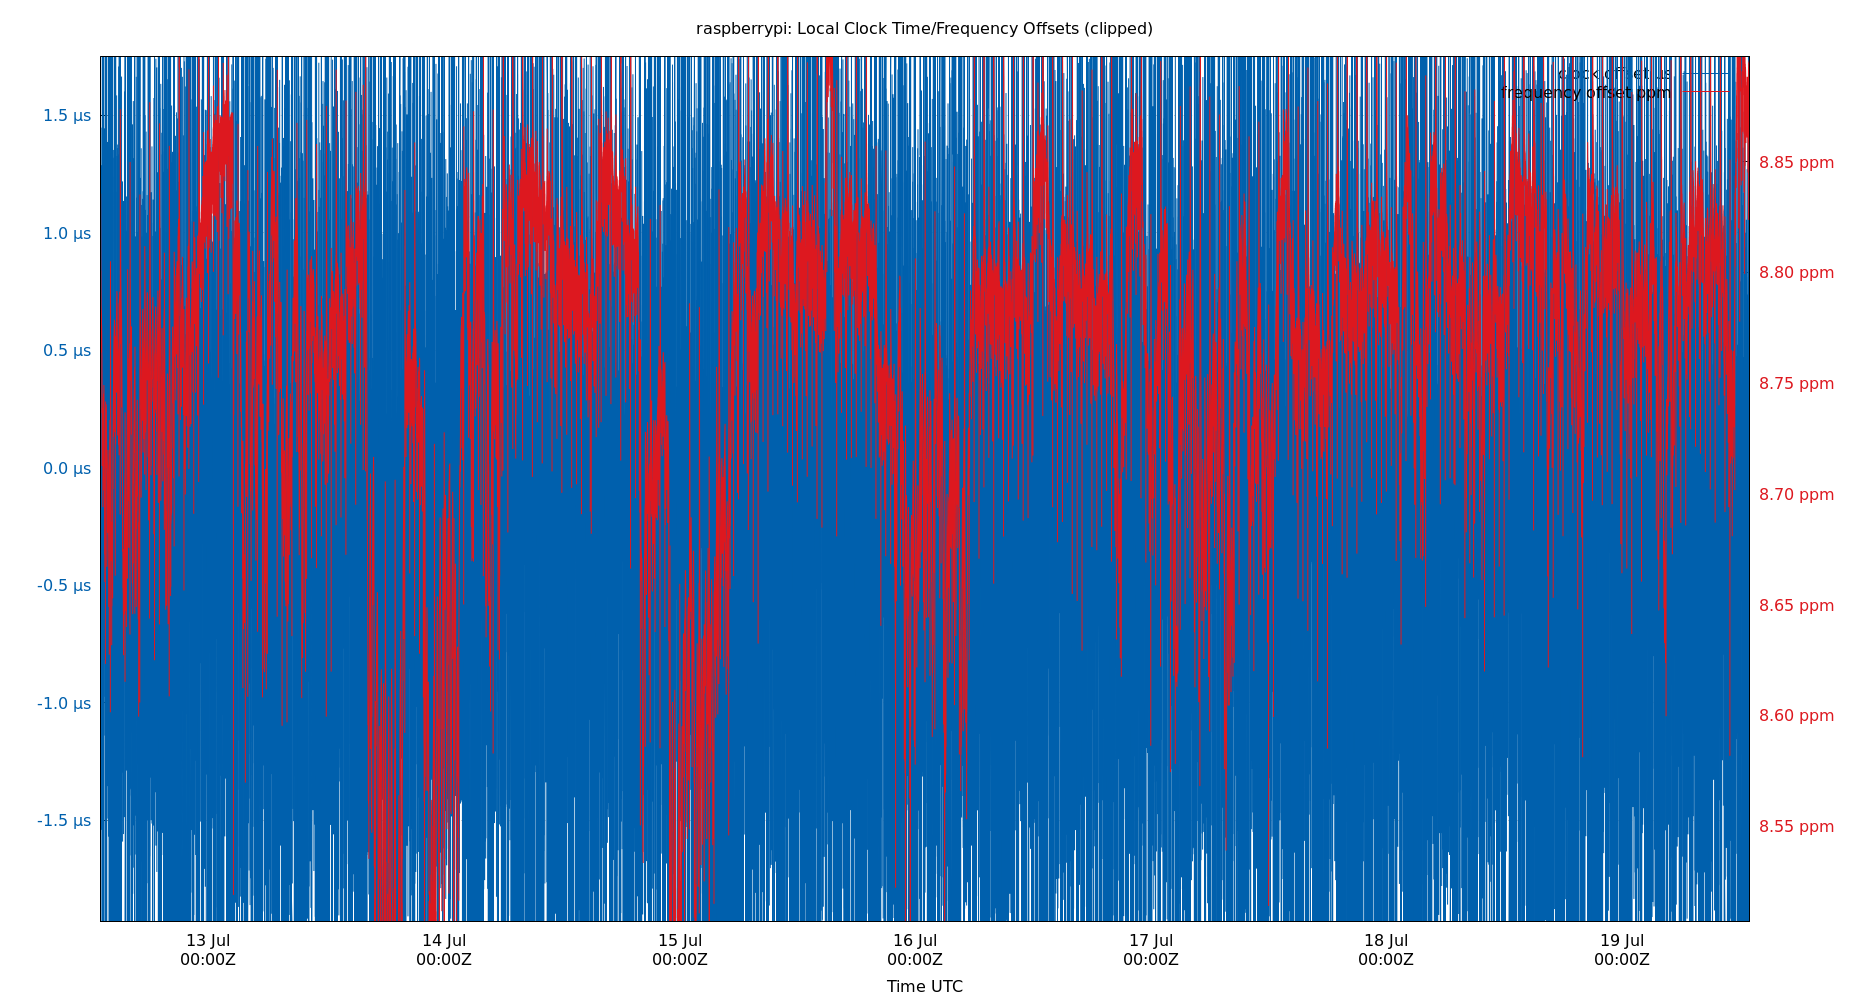 raspberrypi: Local Clock Time/Frequency Offsets (clipped)
clock offset µs
frequency offset ppm
1.5 µs
1.0 µs
0.5 µs
0.0 µs
-0.5 µs
-1.0 µs
-1.5 µs
8.85 ppm
8.80 ppm
8.75 ppm
8.70 ppm
8.65 ppm
8.60 ppm
8.55 ppm
13 Jul
00:00Z
14 Jul
00:00Z
15 Jul
00:00Z
16 Jul
00:00Z
17 Jul
00:00Z
18 Jul
00:00Z
19 Jul
00:00Z
Time UTC